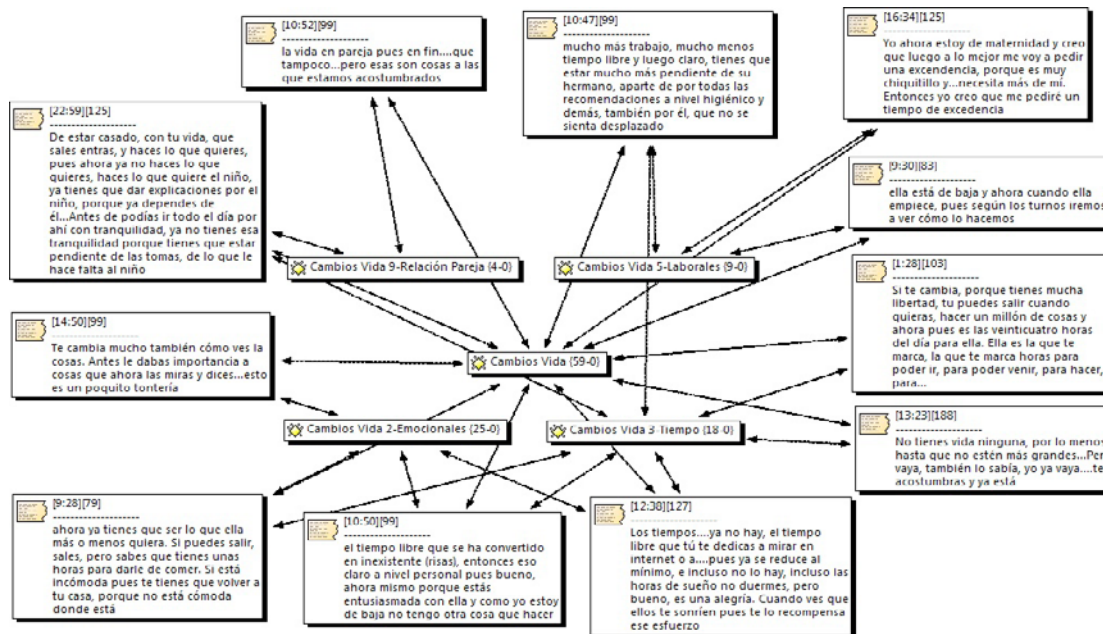 [10:52][99]
--------------------
la vida en pareja pues en fin....que
tampoco...pero esas son cosas a las
que estamos acostumbrados
[10:47][99]
--------------------
mucho más trabajo, mucho menos
tiempo libre y luego claro, tienes que
estar mucho más pendiente de su
hermano, aparte de por todas las
recomendaciones a nivel higiénico y
demás, también por él, que no se
sienta desplazado
[16:34][125]
--------------------
Yo ahora estoy de maternidad y creo
que luego a lo mejor me voy a pedir
una excendencia, porque es muy
chiquitillo y...necesita más de mí.
Entonces yo creo que me pediré un
tiempo de excedencia
[22:59][125]
--------------------
De estar casado, con tu vida, que
sales entras, y haces lo que quieres,
pues ahora ya no haces lo que
quieres, haces lo que quiere el niño,
ya tienes que dar explicaciones por el
niño, porque ya dependes de
él...Antes de podías ir todo el día por
ahí con tranquilidad, ya no tienes esa
tranquilidad porque tienes que estar
pendiente de las tomas, de lo que le
hace falta al niño
[9:30][83]
--------------------
ella está de baja y ahora cuando ella
empiece, pues según los turnos iremos
a ver cómo lo hacemos
Cambios Vida 9-Relación Pareja {4-0}
Cambios Vida 5-Laborales {9-0}
[1:28][103]
--------------------
Si te cambia, porque tienes mucha
libertad, tu puedes salir cuando
quieras, hacer un millón de cosas y
ahora pues es las veinticuatro horas
del día para ella. Ella es la que te
marca, la que te marca horas para
poder ir, para poder venir, para hacer,
para...
[14:50][99]
--------------------
Te cambia mucho también cómo ves la
cosas. Antes le dabas importancia a
cosas que ahora las miras y dices...esto
es un poquito tontería
Cambios Vida {59-0}
Cambios Vida 2-Emocionales {25-0}
Cambios Vida 3-Tiempo {18-0}
[13:23][188]
--------------------
No tienes vida ninguna, por lo menos
hasta que no estén más grandes...Per
vaya, también lo sabía, yo ya vaya....te
acostumbras y ya está
[9:28][79]
--------------------
ahora ya tienes que ser lo que ella
más o menos quiera. Si puedes salir,
sales, pero sabes que tienes unas
horas para darle de comer. Si está
incómoda pues te tienes que volver a
tu casa, porque no está cómoda
donde está
[10:50][99]
--------------------
el tiempo libre que se ha convertido
en inexistente (risas), entonces eso
claro a nivel personal pues bueno,
ahora mismo porque estás
entusiasmada con ella y como yo estoy
de baja no tengo otra cosa que hacer
[12:38][127]
--------------------
Los tiempos....ya no hay, el tiempo
libre que tú te dedicas a mirar en
internet o a....pues ya se reduce al
mínimo, e incluso no lo hay, incluso las
horas de sueño no duermes, pero
bueno, es una alegría. Cuando ves que
ellos te sonríen pues te lo recompensa
ese esfuerzo